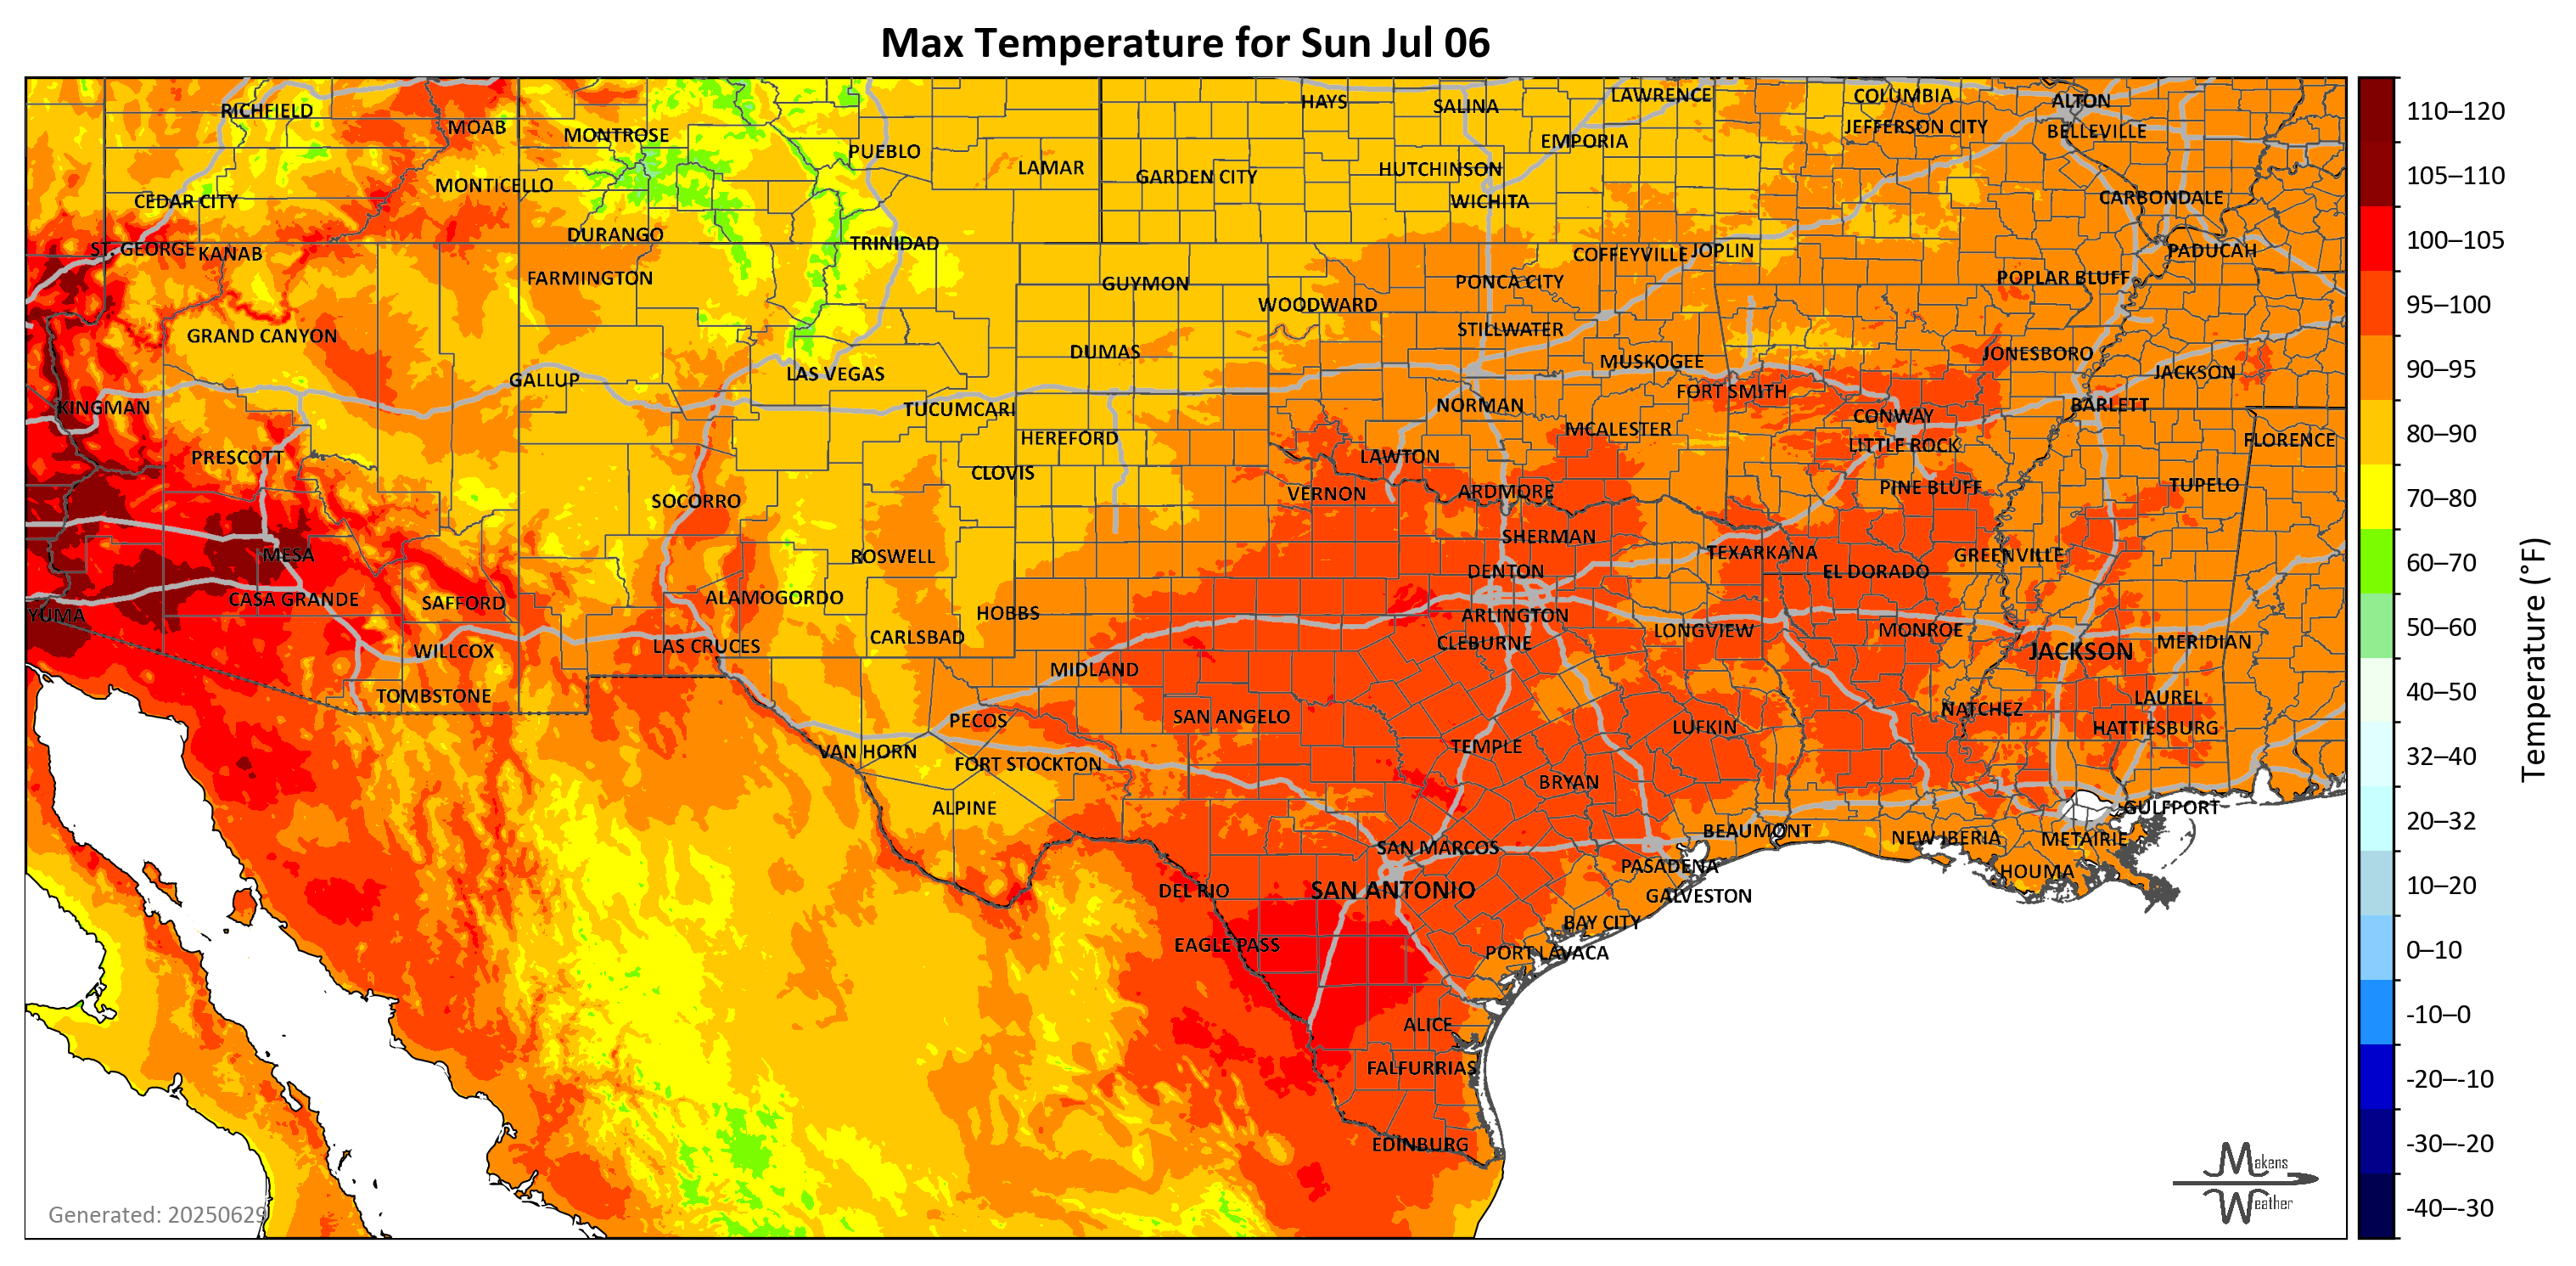 Max Temperature for Sun Jul 06
RICHFIELD
MOAB
MONTROSE
PUEBLO
LAMAR
HAYS
SALINA
LAWRENCE
COLUMBIA
ALTON
EMPORIA
JEFFERSON CITY
BELLEVILLE
GARDEN CITY
HUTCHINSON
MONTICELLO
CEDAR CITY
WICHITA
CARBONDALE
DURANGO
TRINIDAD
ST. GEORGE
KANAB
COFFEYVILLE
JOPLIN
PADUCAH
FARMINGTON
GUYMON
PONCA CITY
POPLAR BLUFF
WOODWARD
GRAND CANYON
STILLWATER
DUMAS
MUSKOGEE
JONESBORO
GALLUP
LAS VEGAS
FORT SMITH
JACKSON
KINGMAN
TUCUMCARI
NORMAN
CONWAY
BARLETT
HEREFORD
MCALESTER
LITTLE ROCK
FLORENCE
PRESCOTT
CLOVIS
LAWTON
SOCORRO
VERNON
ARDMORE
PINE BLUFF
TUPELO
MESA
ROSWELL
SHERMAN
TEXARKANA
GREENVILLE
DENTON
EL DORADO
CASA GRANDE
SAFFORD
ALAMOGORDO
HOBBS
ARLINGTON
YUMA
LAS CRUCES
CARLSBAD
CLEBURNE
LONGVIEW
MONROE
JACKSON
MERIDIAN
WILLCOX
MIDLAND
TOMBSTONE
PECOS
SAN ANGELO
LUFKIN
NATCHEZ
LAUREL
HATTIESBURG
VAN HORN
FORT STOCKTON
TEMPLE
BRYAN
ALPINE
GULFPORT
BEAUMONT
NEW IBERIA
METAIRIE
SAN MARCOS
PASADENA
HOUMA
DEL RIO
SAN ANTONIO
GALVESTON
BAY CITY
EAGLE PASS
PORT LAVACA
ALICE
FALFURRIAS
EDINBURG
Generated: 20250629
Makens
Weather
110–120
105–110
100–105
95–100
90–95
80–90
70–80
60–70
50–60
40–50
32–40
20–32
10–20
0–10
-10–0
-20–-10
-30–-20
-40–-30
Temperature (°F)